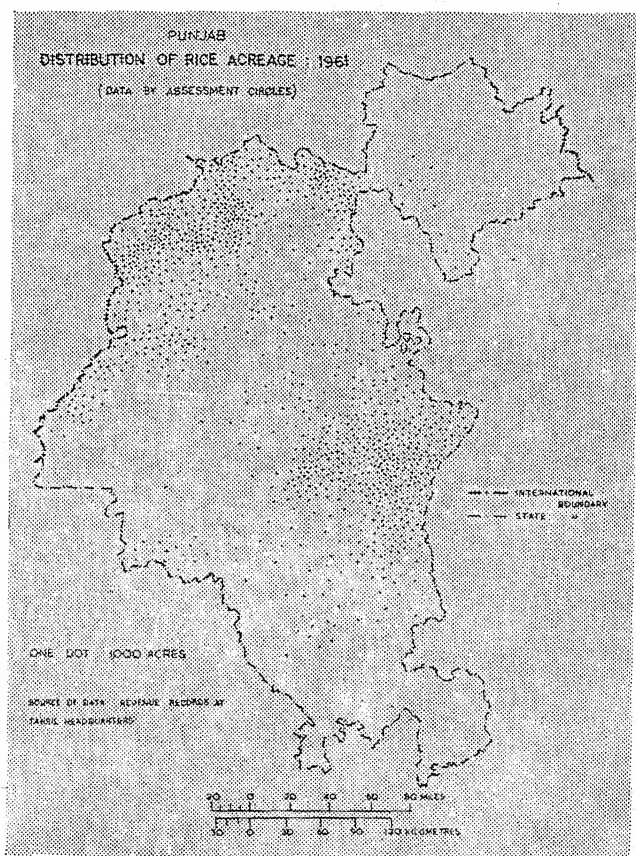 PUNJAB
DISTRIBUTION OF RICE ACREAGE : 1961
(DATA BY ASSESSMENT CIRCLES)
INTERNATIONAL
BOUNDARY
STATE "
ONE DOT 1000 ACRES
SOURCE OF DATA REVENUE RECORDS AT
TAHSIL HEADQUARTERS
20 0 20 40 60 80 MILES
30 0 30 60 90 120 KILOMETRES